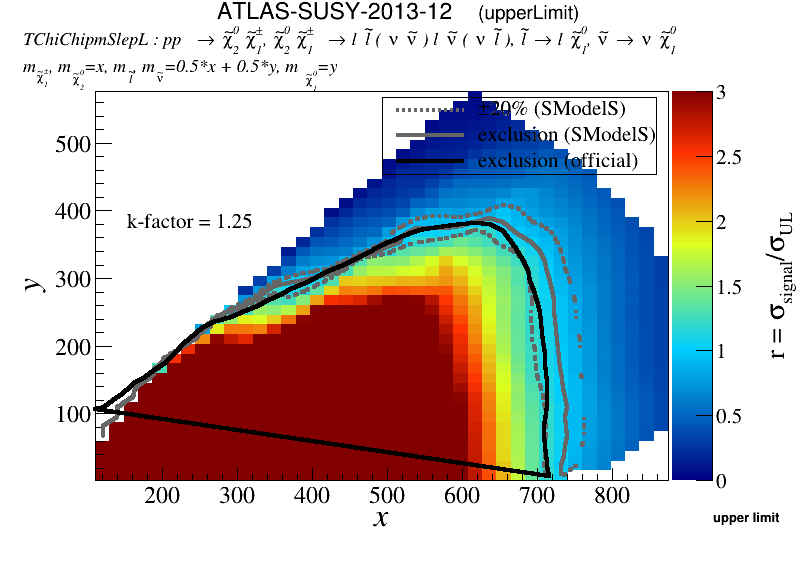 ATLAS-SUSY-2013-12 (upperLimit)
TChiChipmSlepL : pp → χ̃₂⁰ χ̃₁±, χ̃₂⁰ χ̃₁± → l l̃ ( ν ν̃ ) l ν̃ ( ν l̃ ), l̃ → l χ̃₁⁰, ν̃ → ν χ̃₁⁰
m χ̃₁±, m χ̃₂⁰=x, m l̃, m ν̃=0.5*x + 0.5*y, m χ̃₁⁰=y
±20% (SModelS)
exclusion (SModelS)
exclusion (official)
k-factor = 1.25
500
400
300
200
100
y
200 300 400 500 600 700 800
x
3
2.5
2
1.5
1
0.5
0
r = σsignal/σUL
upper limit